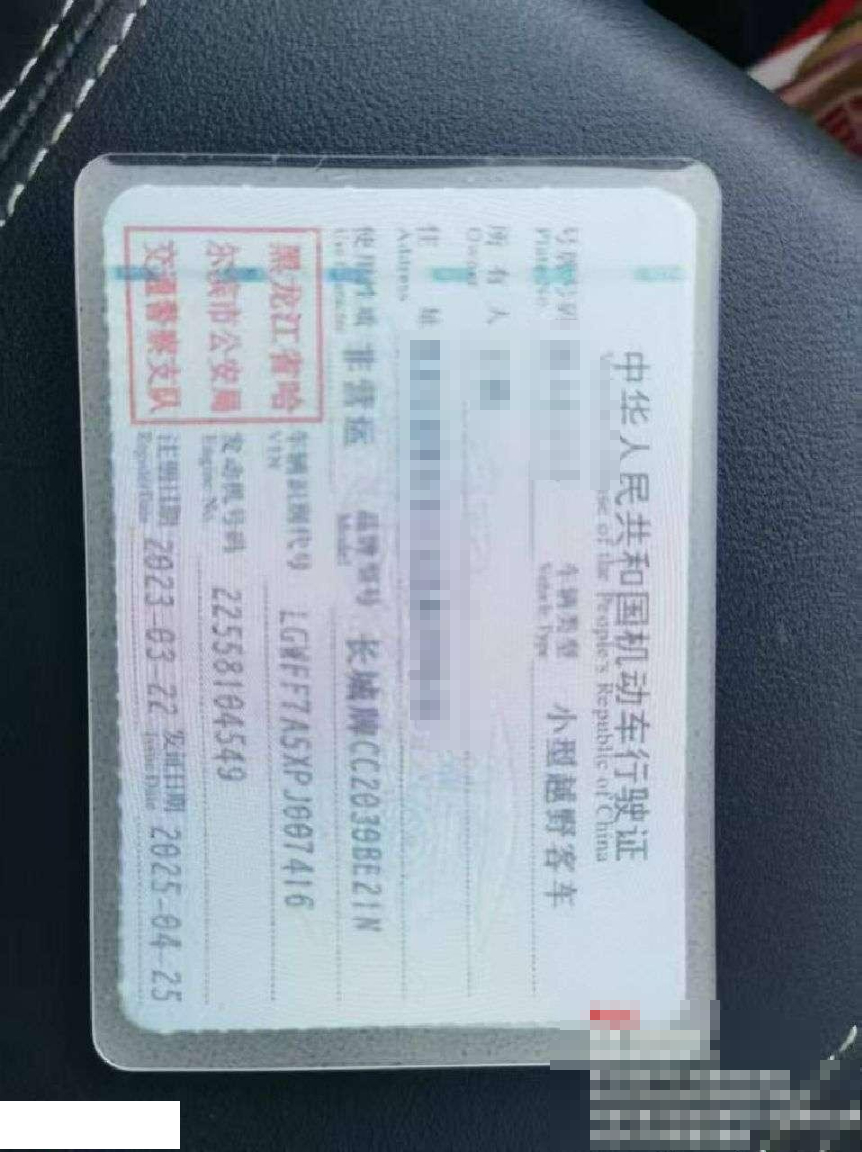 中华人民共和国机动车行驶证
se of the People's Republic of China
号牌号码
Plate No.
车辆类型
Vehicle Type
小型越野客车
所有人
Owner
住址
Address
使用性质
非营运
品牌型号
Model
长城牌CC2030BE21N
黑龙江省哈
尔滨市公安局
交通警察支队
车辆识别代号
VIN
LGWFF7A5XPJ007416
发动机号码
Engine No.
22558104549
注册日期
Register Date
2023-03-22
发证日期
Issue Date
2025-04-25